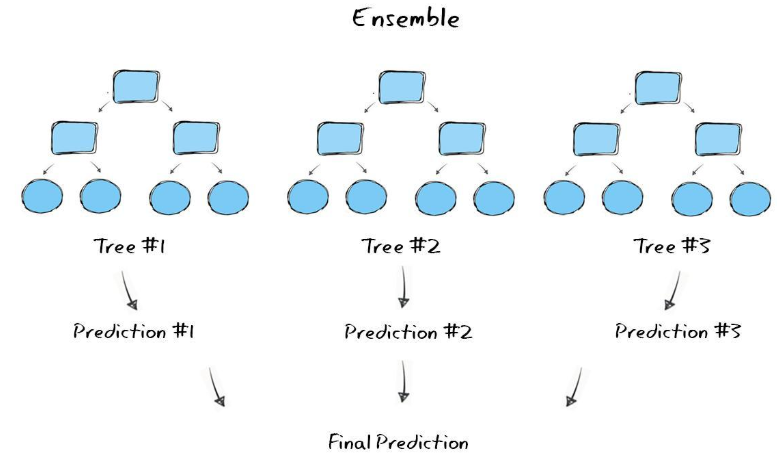 Ensemble
Tree #1 Tree #2 Tree #3
Prediction #1 Prediction #2 Prediction #3
Final Prediction